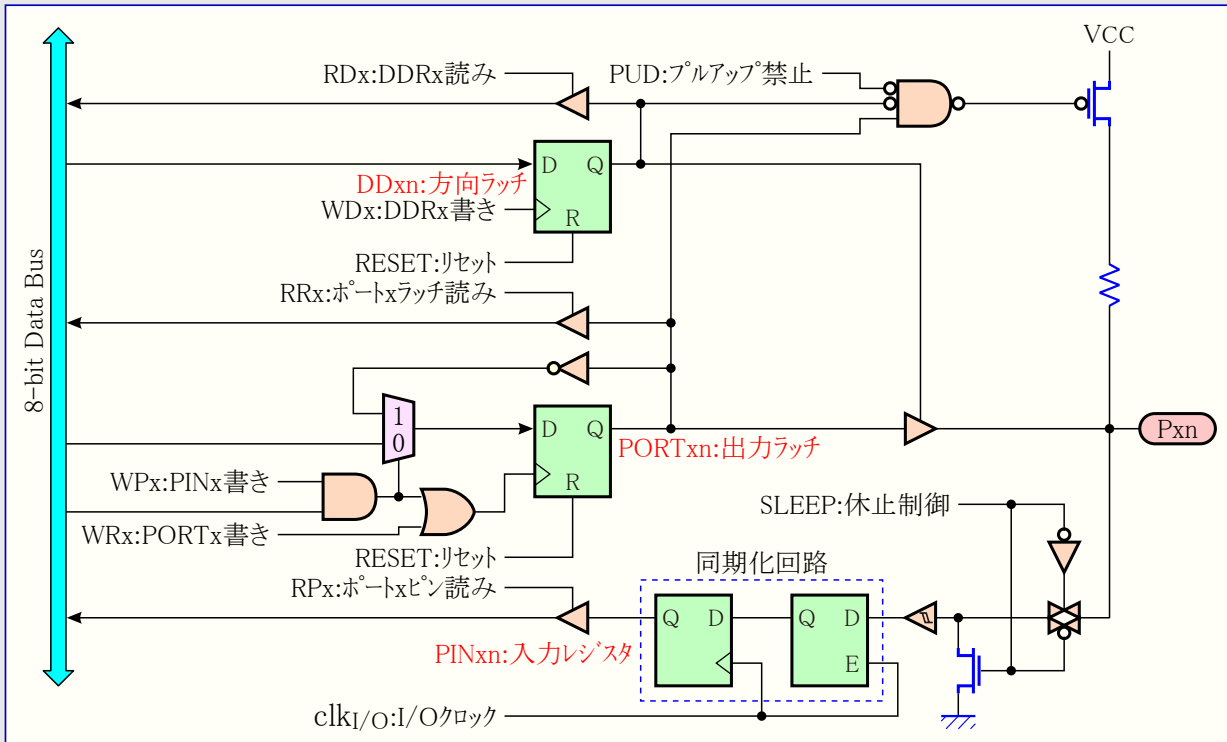 VCC
RDx:DDRx読み
PUD:プルアップ禁止
D Q
DDxn:方向ラッチ
WDx:DDRx書き
R
RESET:リセット
RRx:ポートxラッチ読み
8-bit Data Bus
1
0
D Q
PORTxn:出力ラッチ
Pxn
WPx:PINx書き
R
SLEEP:休止制御
WRx:PORTx書き
RESET:リセット
同期化回路
RPx:ポートxピン読み
Q D
Q D
PINxn:入力レジスタ
E
clkI/O:I/Oクロック